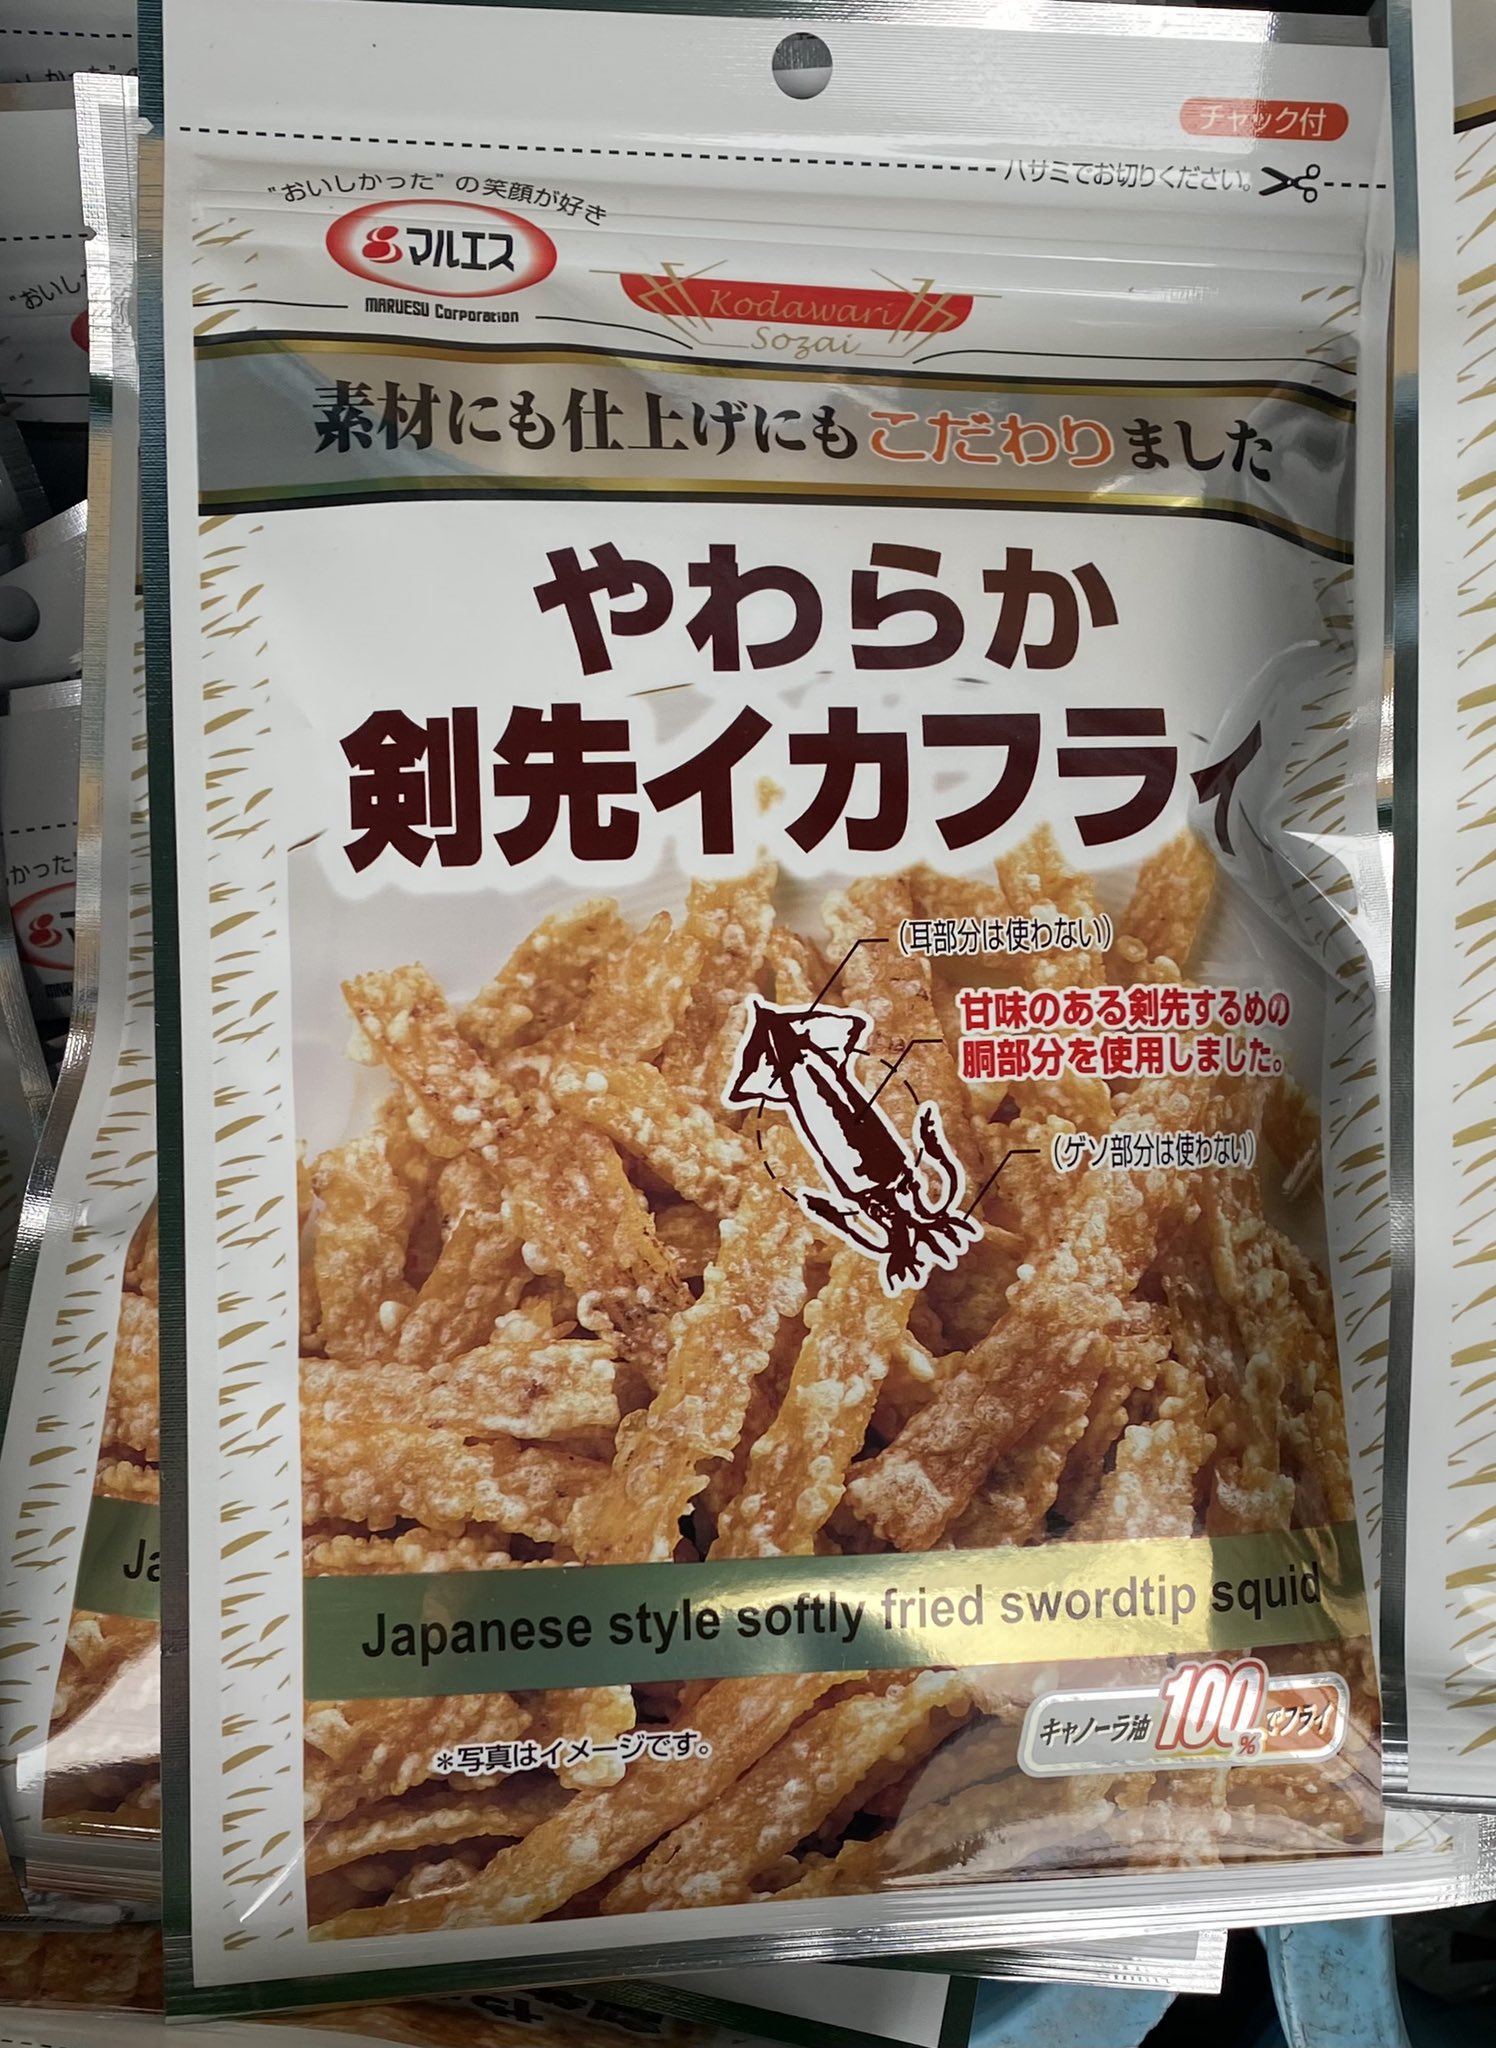 チャック付
ハサミでお切りください。
"おいしかった"の笑顔が好き
マルエス
MARUESU Corporation
Kodawari
Sozai
素材にも仕上げにもこだわりました
やわらか
剣先イカフライ
(耳部分は使わない)
甘味のある剣先するめの
胴部分を使用しました。
(ゲソ部分は使わない)
Japanese style softly fried swordtip squid
キャノーラ油100%でフライ
*写真はイメージです。